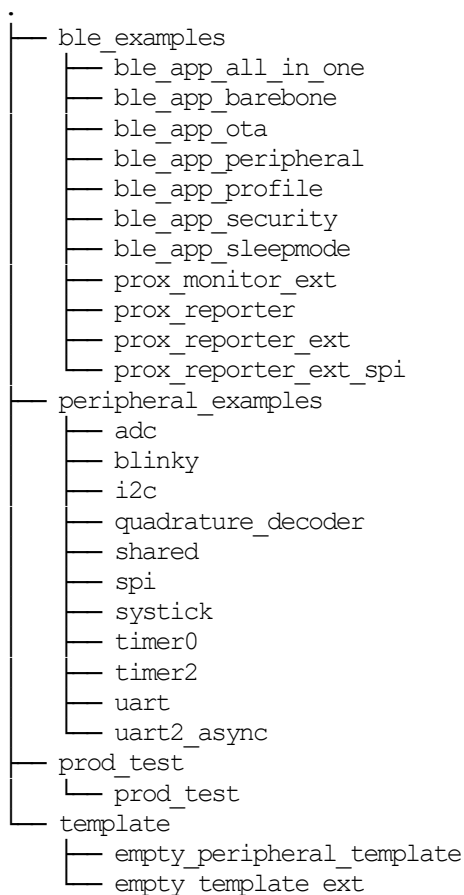 .
├── ble_examples
│   ├── ble_app_all_in_one
│   ├── ble_app_barebone
│   ├── ble_app_ota
│   ├── ble_app_peripheral
│   ├── ble_app_profile
│   ├── ble_app_security
│   ├── ble_app_sleepmode
│   ├── prox_monitor_ext
│   ├── prox_reporter
│   ├── prox_reporter_ext
│   └── prox_reporter_ext_spi
├── peripheral_examples
│   ├── adc
│   ├── blinky
│   ├── i2c
│   ├── quadrature_decoder
│   ├── shared
│   ├── spi
│   ├── systick
│   ├── timer0
│   ├── timer2
│   ├── uart
│   └── uart2_async
├── prod_test
│   └── prod_test
└── template
    ├── empty_peripheral_template
    └── empty_template_ext